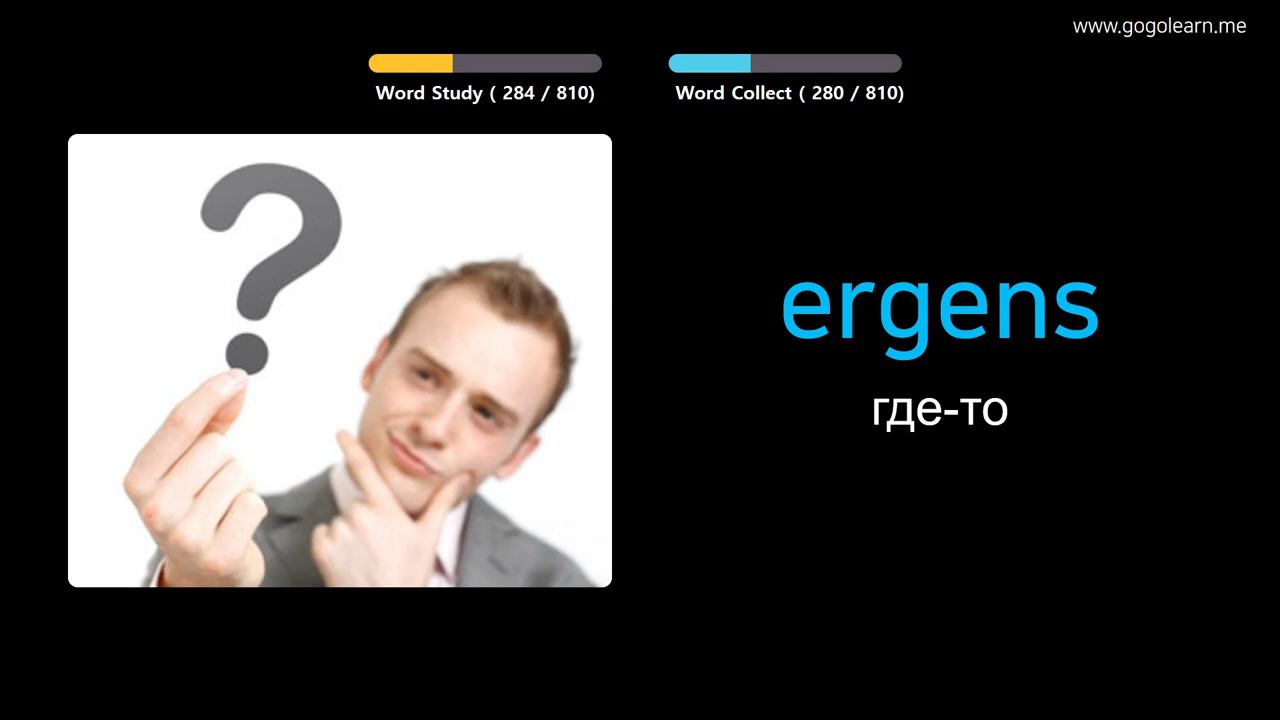 www.gogolearn.me
Word Study ( 284 / 810)
Word Collect ( 280 / 810)
?
ergens
где-то